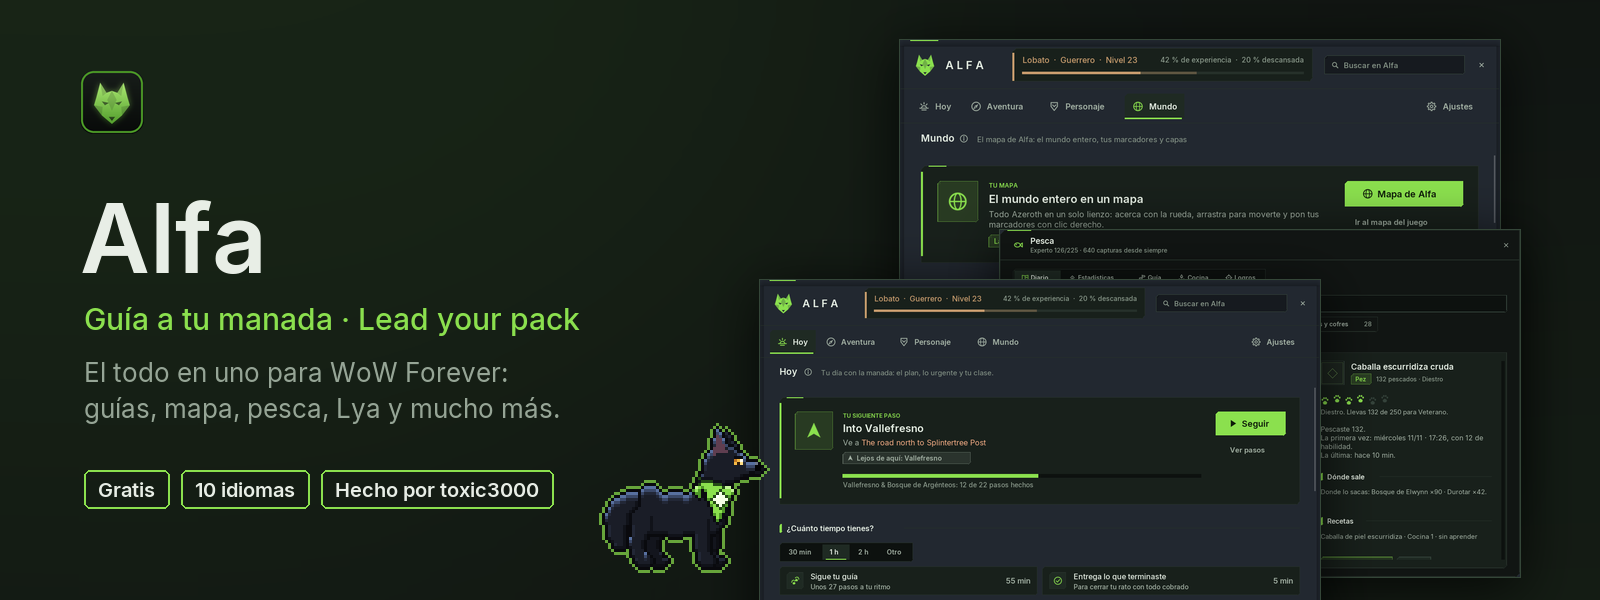 Alfa
Guía a tu manada · Lead your pack
El todo en uno para WoW Forever:
guías, mapa, pesca, Lya y mucho más.
Gratis
10 idiomas
Hecho por toxic3000
ALFA
Lobato · Guerrero · Nivel 23
42 % de experiencia · 20 % descansada
Buscar en Alfa
Hoy
Aventura
Personaje
Mundo
Ajustes
Mundo
El mapa de Alfa: el mundo entero, tus marcadores y capas
TU MAPA
El mundo entero en un mapa
Todo Azeroth en un solo lienzo: acerca con la rueda, arrastra para moverte y pon tus
marcadores con clic derecho.
Mapa de Alfa
Ir al mapa del juego
Pesca
Experto 126/225 · 640 capturas desde siempre
Diario
Estadísticas
Guía
Cocina
Logros
y cofres 28
Caballa escurridiza cruda
Pez
132 pescados · Diestro
Diestro. Llevas 132 de 250 para Veterano.
Pescaste 132.
La primera vez: miércoles 11/11 · 17:26, con 12 de
habilidad.
La última: hace 10 min.
Dónde sale
Donde lo sacas: Bosque de Elwynn ×90 · Durotar ×42.
Recetas
Caballa de piel escurridiza · Cocina 1 · sin aprender
ALFA
Lobato · Guerrero · Nivel 23
42 % de experiencia · 20 % descansada
Buscar en Alfa
Hoy
Aventura
Personaje
Mundo
Ajustes
Hoy
Tu día con la manada: el plan, lo urgente y tu clase.
TU SIGUIENTE PASO
Into Vallefresno
Ve a The road north to Splintertree Post
Lejos de aquí: Vallefresno
Vallefresno & Bosque de Argénteos: 12 de 22 pasos hechos
Seguir
Ver pasos
¿Cuánto tiempo tienes?
30 min
1 h
2 h
Otro
Sigue tu guía
Unos 27 pasos a tu ritmo
55 min
Entrega lo que terminaste
Para cerrar tu rato con todo cobrado
5 min